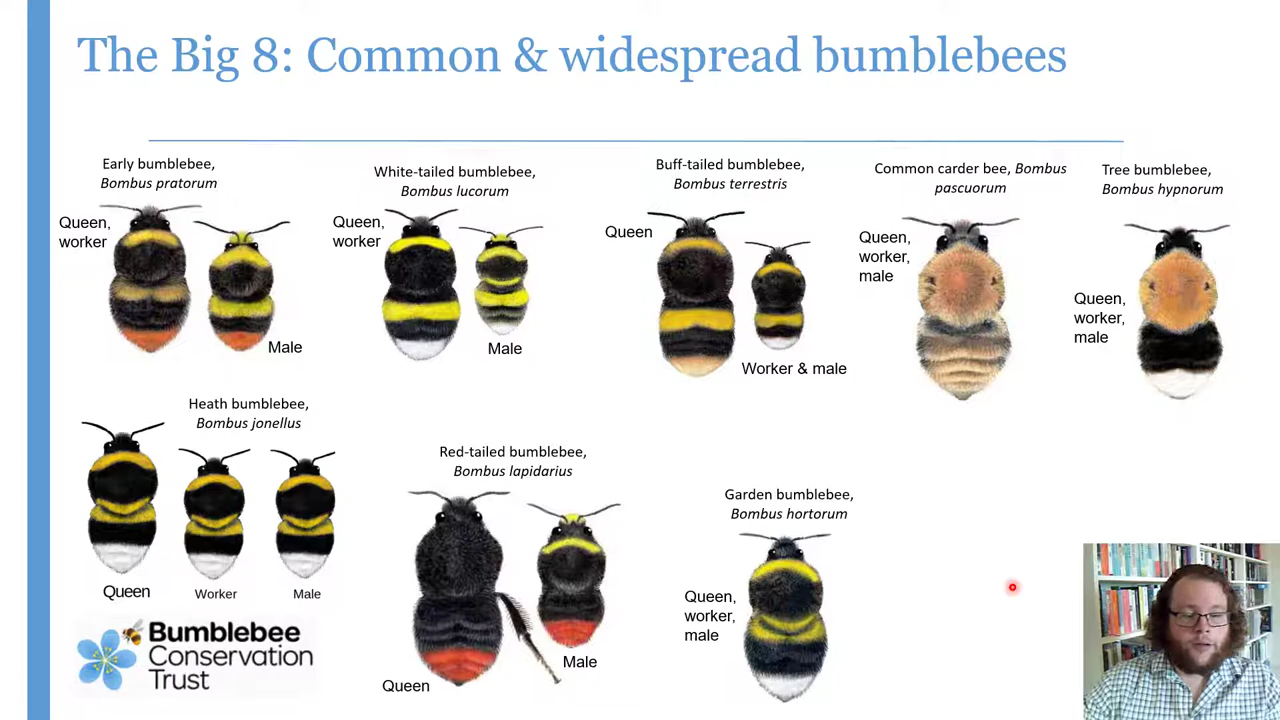 The Big 8: Common & widespread bumblebees
Early bumblebee,
Bombus pratorum
Queen,
worker
Male
White-tailed bumblebee,
Bombus lucorum
Queen,
worker
Male
Buff-tailed bumblebee,
Bombus terrestris
Queen
Worker & male
Common carder bee, Bombus
pascuorum
Queen,
worker,
male
Tree bumblebee,
Bombus hypnorum
Queen,
worker,
male
Heath bumblebee,
Bombus jonellus
Queen
Worker
Male
Red-tailed bumblebee,
Bombus lapidarius
Queen
Male
Garden bumblebee,
Bombus hortorum
Queen,
worker,
male
Bumblebee
Conservation
Trust